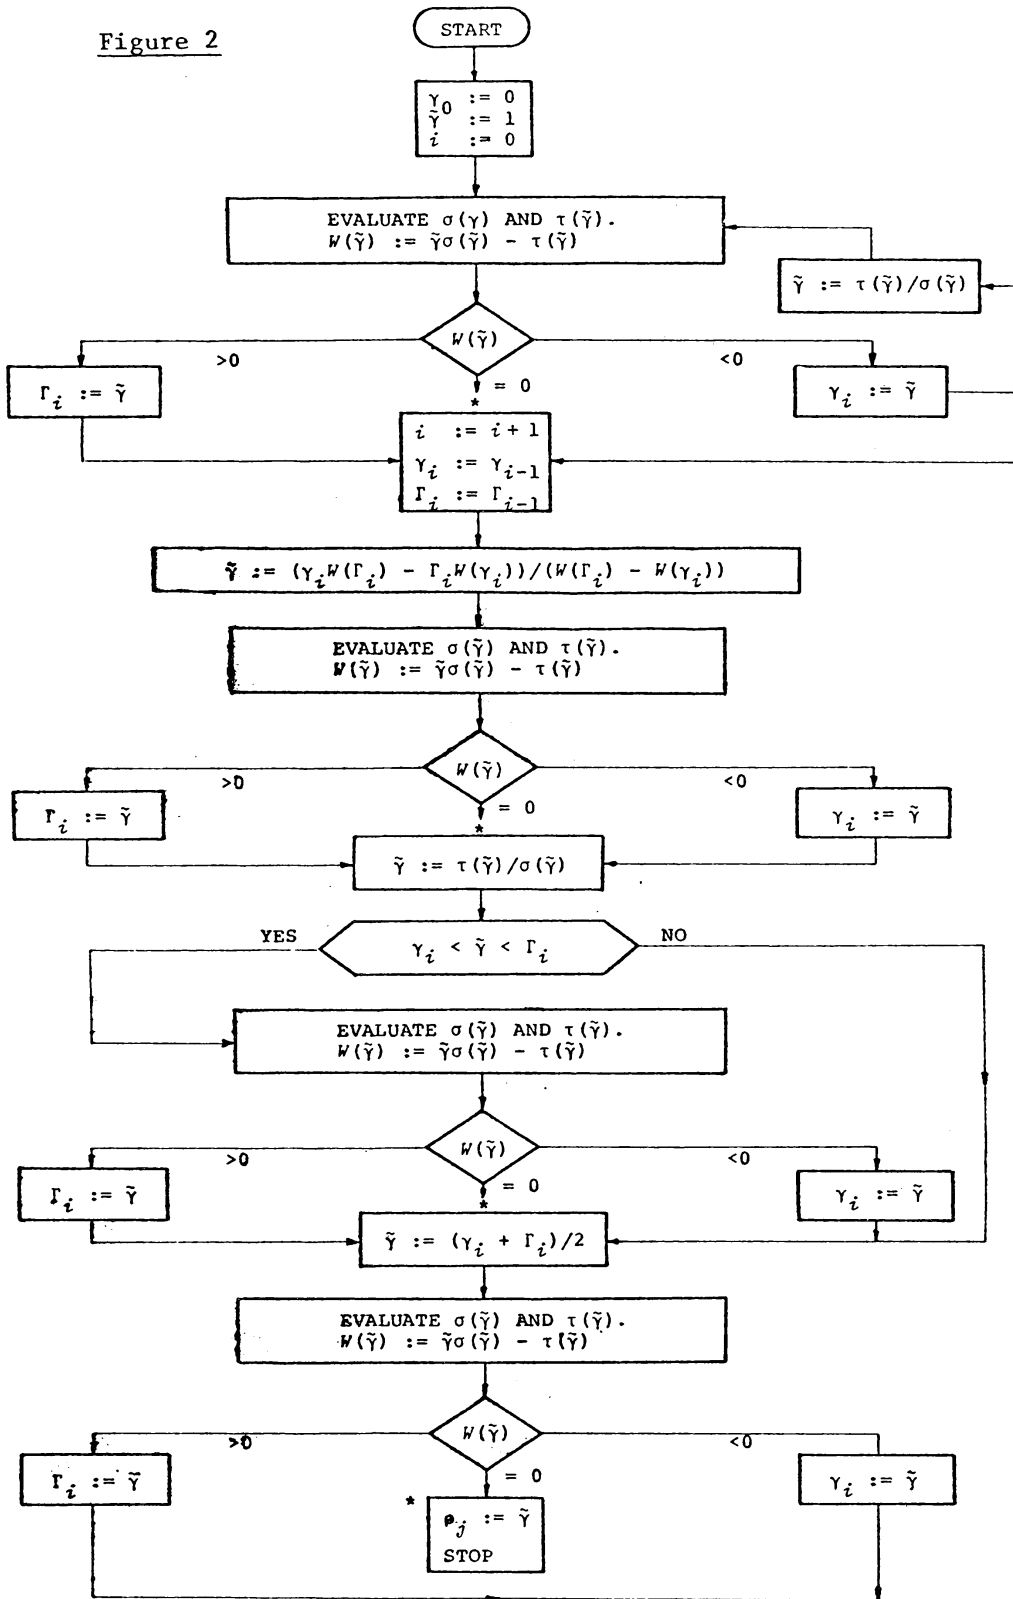 Figure 2
START
γ₀ := 0
γ̃ := 1
i := 0
EVALUATE σ(γ) AND τ(γ̃).
W(γ̃) := γ̃σ(γ̃) - τ(γ̃)
γ̃ := τ(γ̃)/σ(γ̃)
W(γ̃)
>0
<0
= 0
*
Γᵢ := γ̃
γᵢ := γ̃
i := i+1
γᵢ := γᵢ₋₁
Γᵢ := Γᵢ₋₁
γ̃ := (γᵢW(Γᵢ) - ΓᵢW(γᵢ))/(W(Γᵢ) - W(γᵢ))
EVALUATE σ(γ̃) AND τ(γ̃).
W(γ̃) := γ̃σ(γ̃) - τ(γ̃)
W(γ̃)
>0
<0
= 0
*
Γᵢ := γ̃
γᵢ := γ̃
γ̃ := τ(γ̃)/σ(γ̃)
YES
γᵢ < γ̃ < Γᵢ
NO
EVALUATE σ(γ̃) AND τ(γ̃).
W(γ̃) := γ̃σ(γ̃) - τ(γ̃)
W(γ̃)
>0
<0
= 0
*
Γᵢ := γ̃
γᵢ := γ̃
γ̃ := (γᵢ + Γᵢ)/2
EVALUATE σ(γ̃) AND τ(γ̃).
W(γ̃) := γ̃σ(γ̃) - τ(γ̃)
W(γ̃)
>0
<0
= 0
Γᵢ := γ̃
γᵢ := γ̃
*
ρⱼ := γ̃
STOP